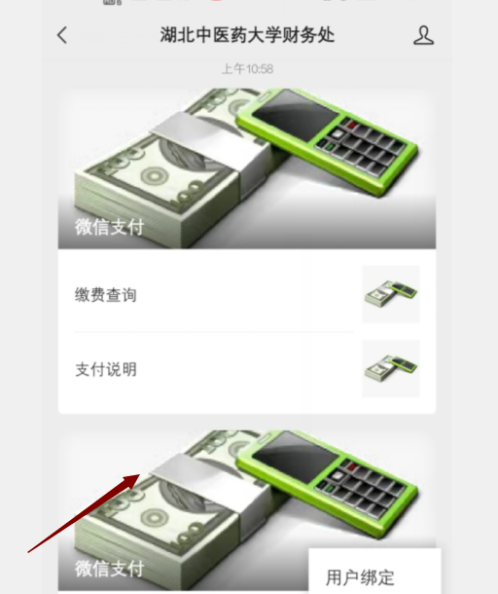 湖北中医药大学财务处
上午10:58
微信支付
缴费查询
支付说明
微信支付
用户绑定